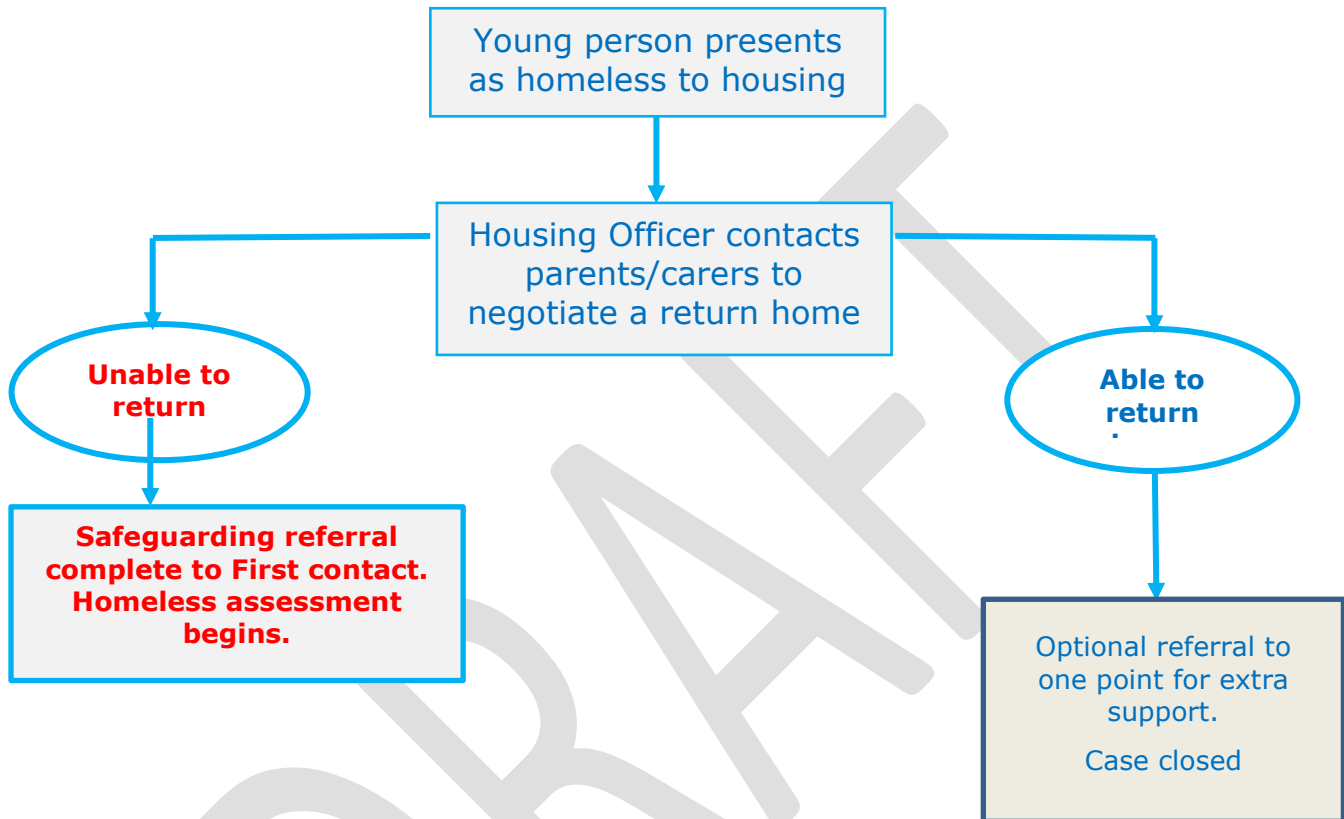 Young person presents
as homeless to housing
Housing Officer contacts
parents/carers to
negotiate a return home
Unable to
return
Able to
return
Safeguarding referral
complete to First contact.
Homeless assessment
begins.
Optional referral to
one point for extra
support.
Case closed
DRAFT